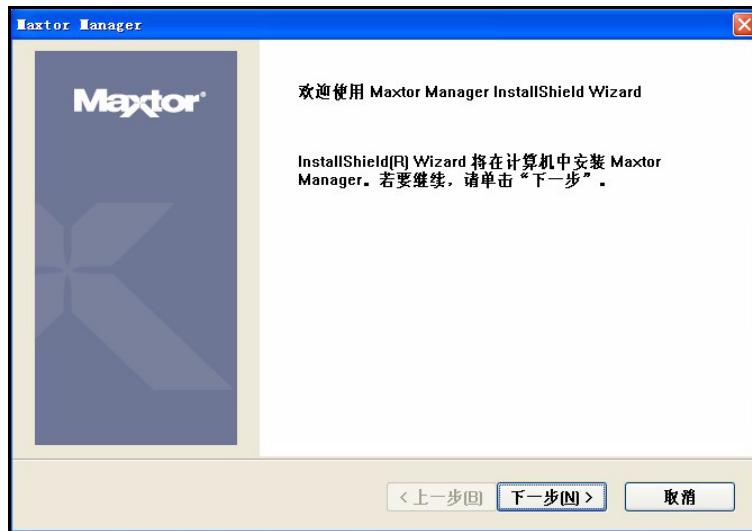 Maxtor Manager
Maxtor®
欢迎使用 Maxtor Manager InstallShield Wizard
InstallShield(R) Wizard 将在计算机中安装 Maxtor
Manager。若要继续，请单击“下一步”。
< 上一步(B)
下一步(N) >
取消